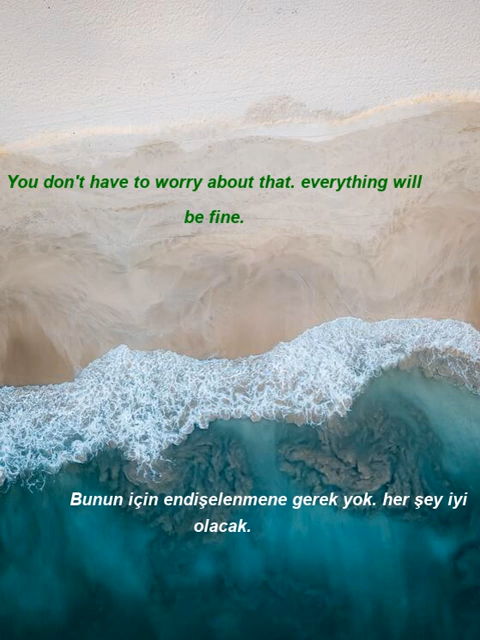 You don't have to worry about that. everything will
be fine.
Bunun için endişelenmene gerek yok. her şey iyi
olacak.